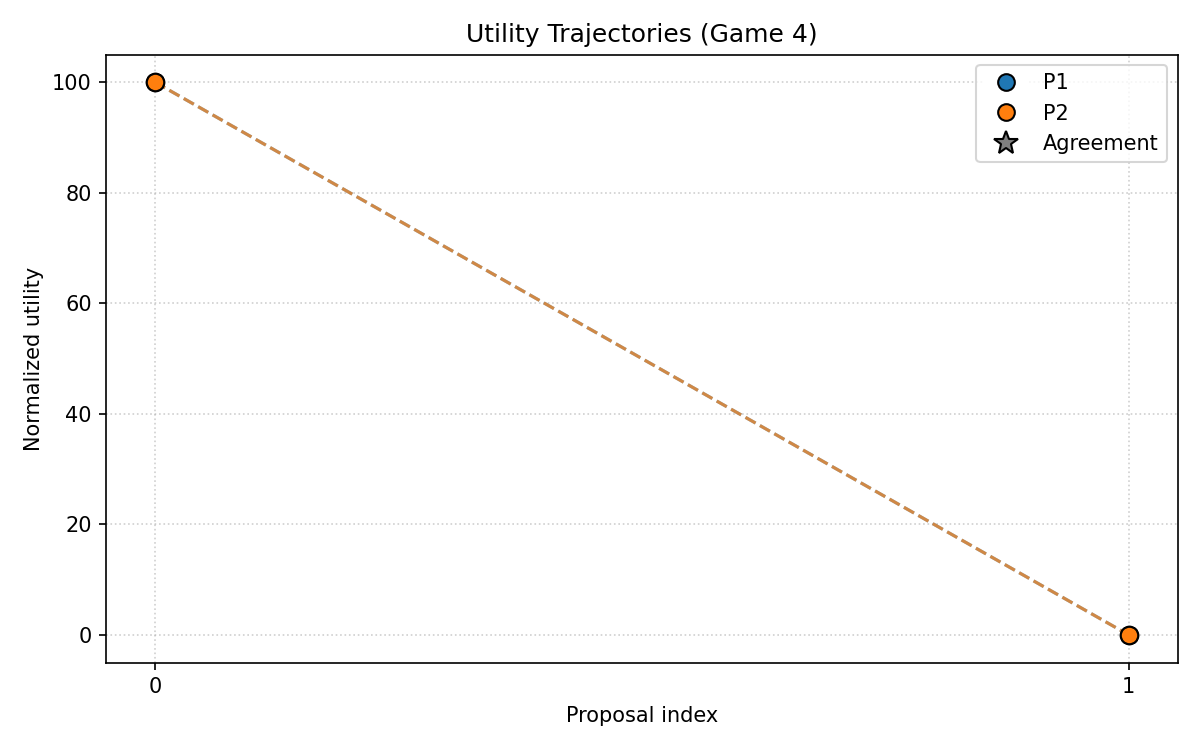 Utility Trajectories (Game 4)
P1
P2
Agreement
100
80
60
40
20
0
Normalized utility
0
1
Proposal index